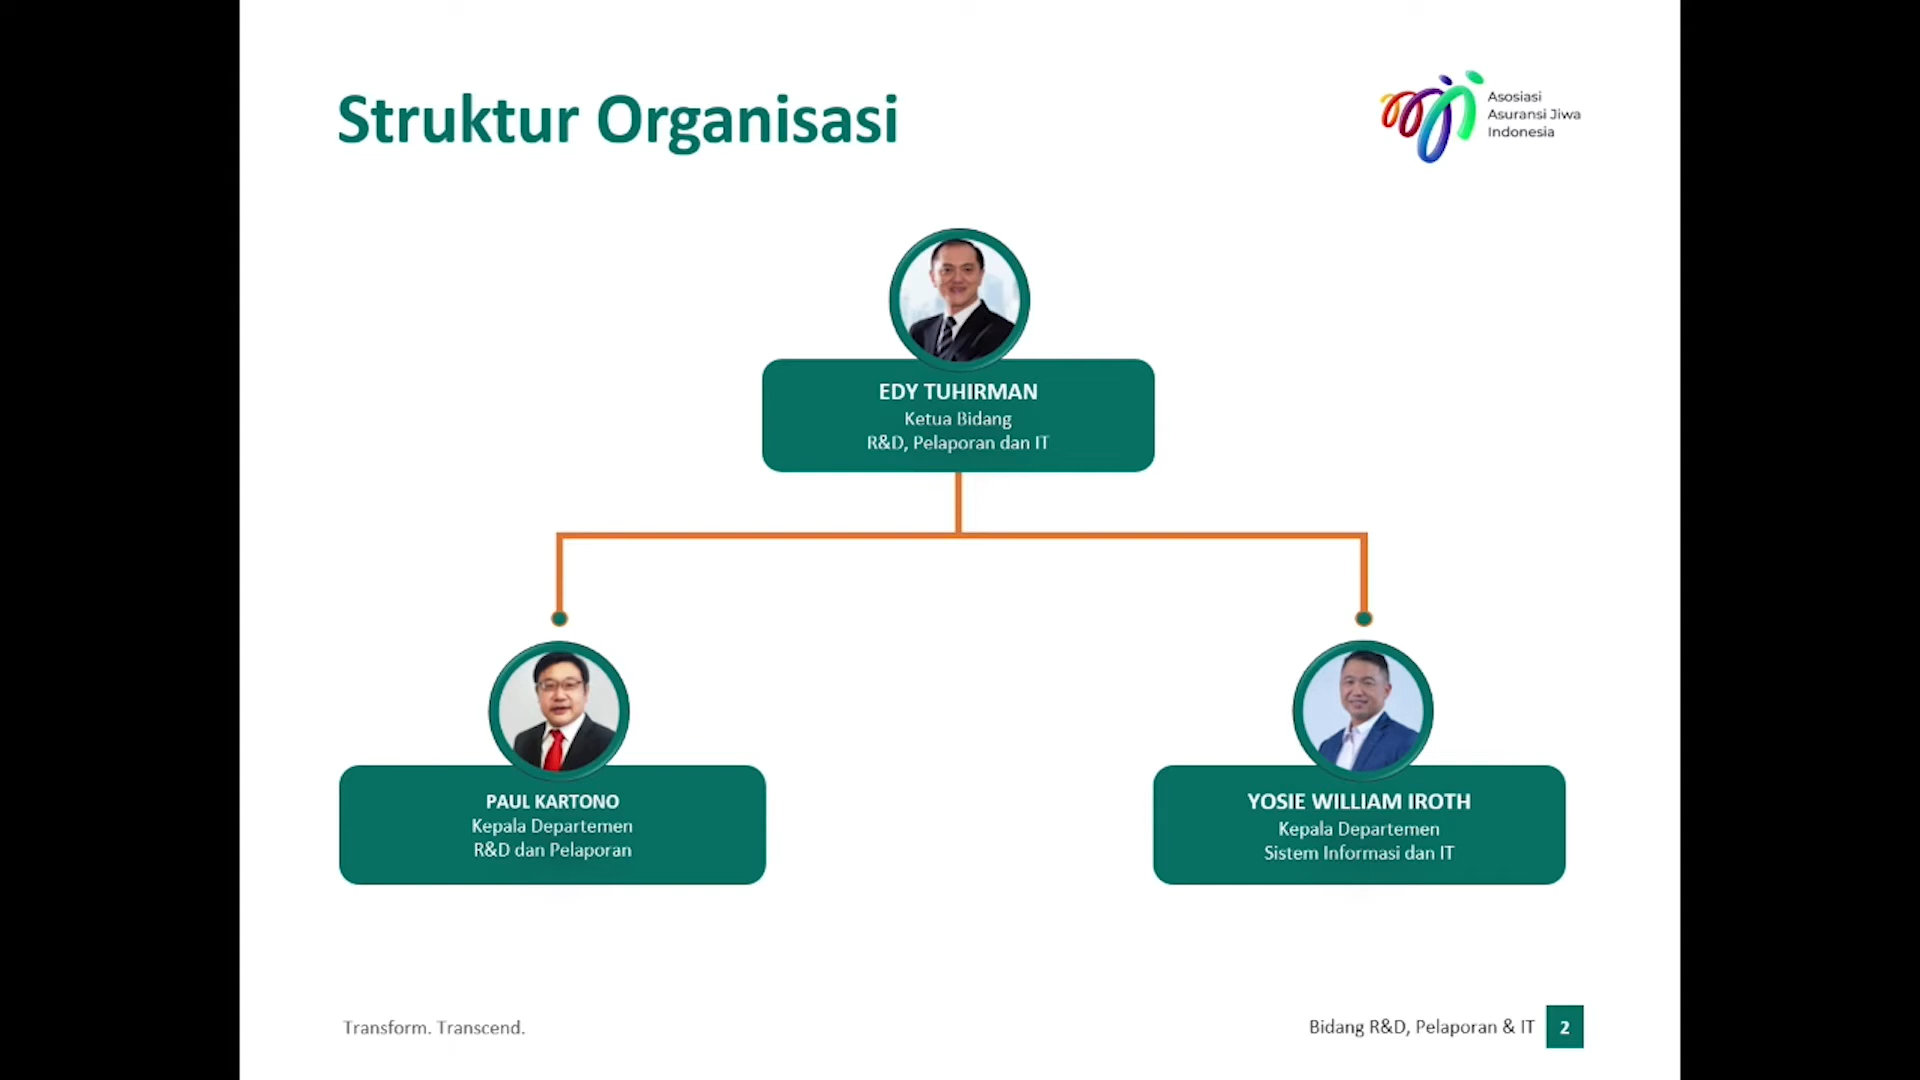 Struktur Organisasi
Asosiasi
Asuransi Jiwa
Indonesia
EDY TUHIRMAN
Ketua Bidang
R&D, Pelaporan dan IT
PAUL KARTONO
Kepala Departemen
R&D dan Pelaporan
YOSIE WILLIAM IROTH
Kepala Departemen
Sistem Informasi dan IT
Transform. Transcend.
Bidang R&D, Pelaporan & IT
2